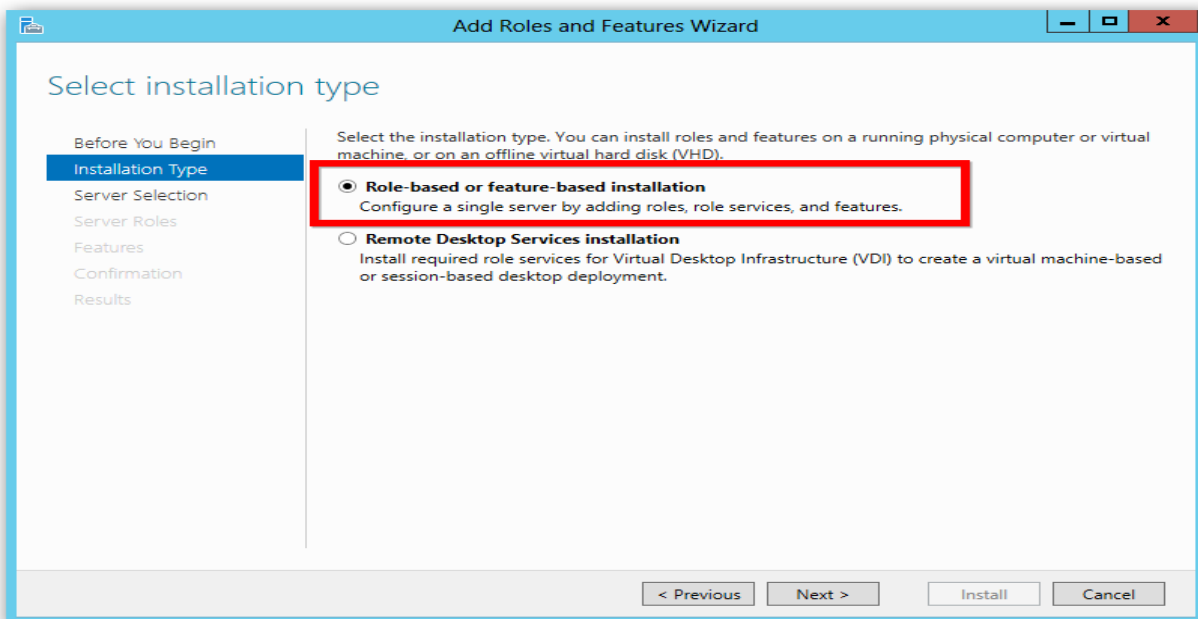 Add Roles and Features Wizard
Select installation type
Before You Begin
Installation Type
Server Selection
Server Roles
Features
Confirmation
Results
Select the installation type. You can install roles and features on a running physical computer or virtual
machine, or on an offline virtual hard disk (VHD).
Role-based or feature-based installation
Configure a single server by adding roles, role services, and features.
Remote Desktop Services installation
Install required role services for Virtual Desktop Infrastructure (VDI) to create a virtual machine-based
or session-based desktop deployment.
< Previous
Next >
Install
Cancel